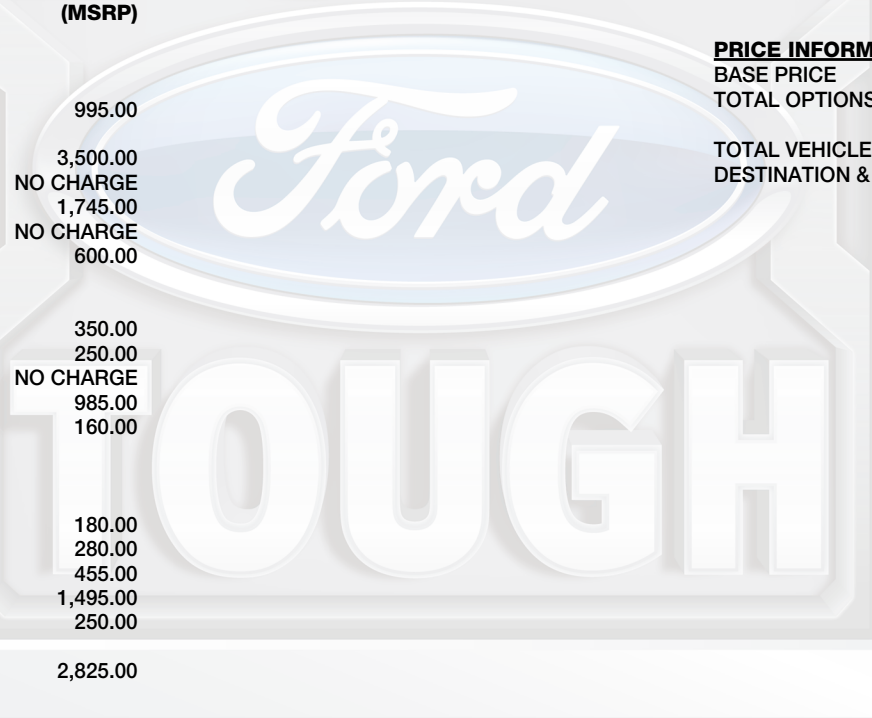 (MSRP)
995.00
3,500.00
NO CHARGE
1,745.00
NO CHARGE
600.00
350.00
250.00
NO CHARGE
985.00
160.00
180.00
280.00
455.00
1,495.00
250.00
2,825.00
PRICE INFORM
BASE PRICE
TOTAL OPTIONS
TOTAL VEHICLE
DESTINATION &
Ford
TOUGH